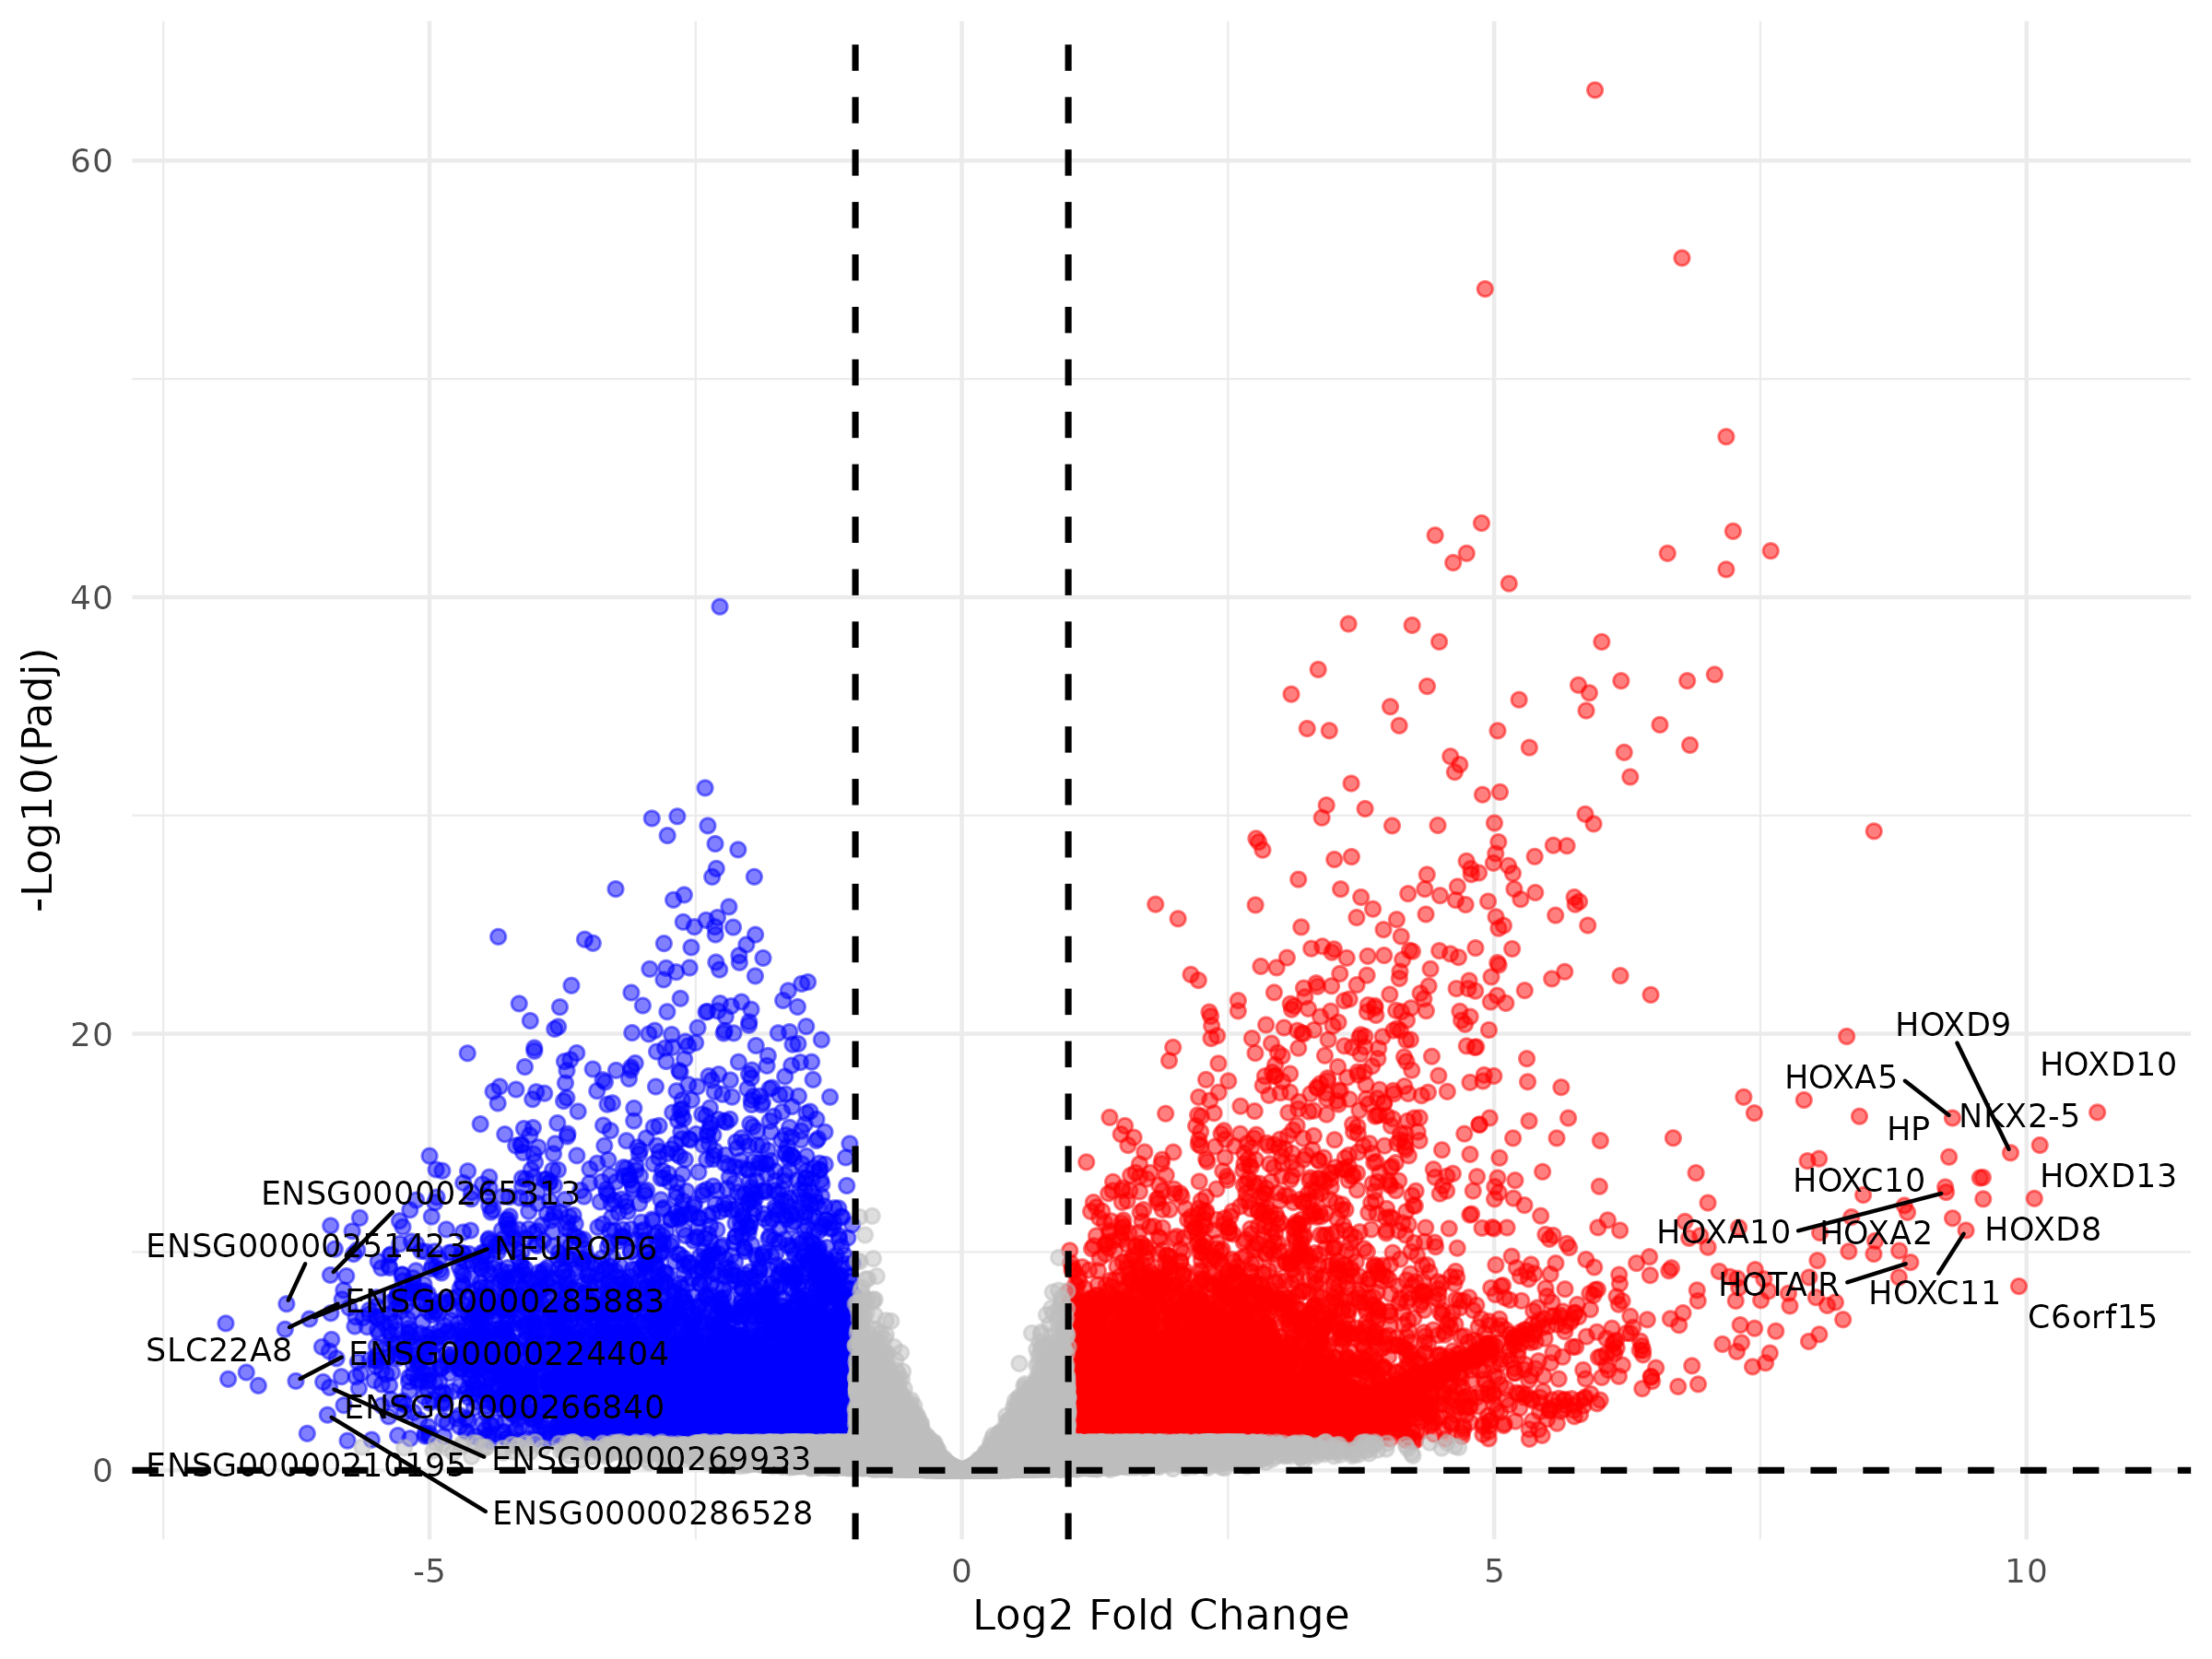 60
40
20
0
-Log10(Padj)
HOXD9
HOXD10
HOXA5
NKX2-5
HP
HOXD13
HOXC10
HOXD8
HOXA10
HOXA2
HOTAIR
HOXC11
C6orf15
ENSG00000265313
ENSG00000251423
NEUROD6
ENSG00000285883
SLC22A8
ENSG00000224404
ENSG00000266840
ENSG00000269933
ENSG00000210195
ENSG00000286528
-5
0
5
10
Log2 Fold Change